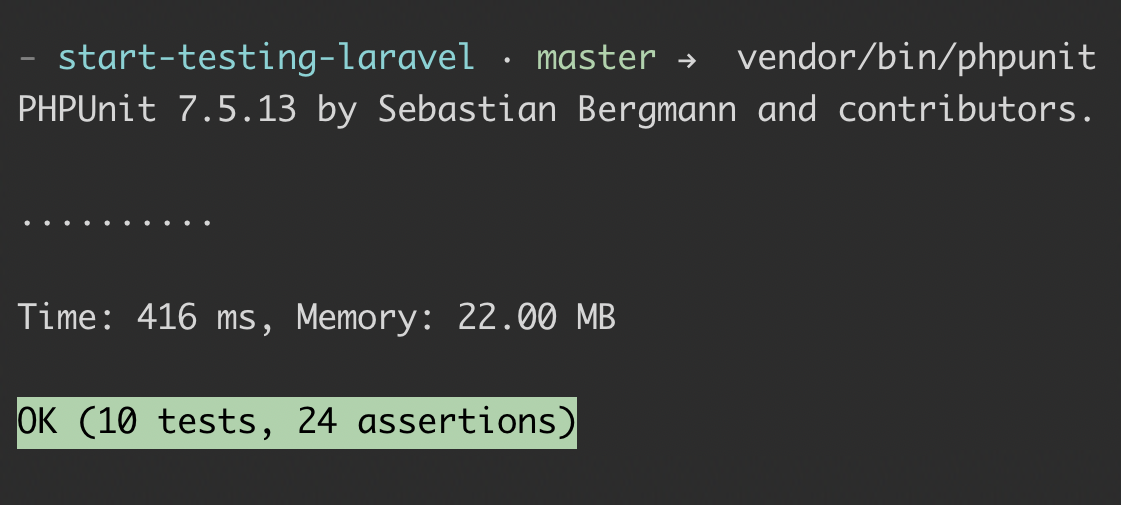 - start-testing-laravel · master → vendor/bin/phpunit
PHPUnit 7.5.13 by Sebastian Bergmann and contributors.
..........
Time: 416 ms, Memory: 22.00 MB
OK (10 tests, 24 assertions)